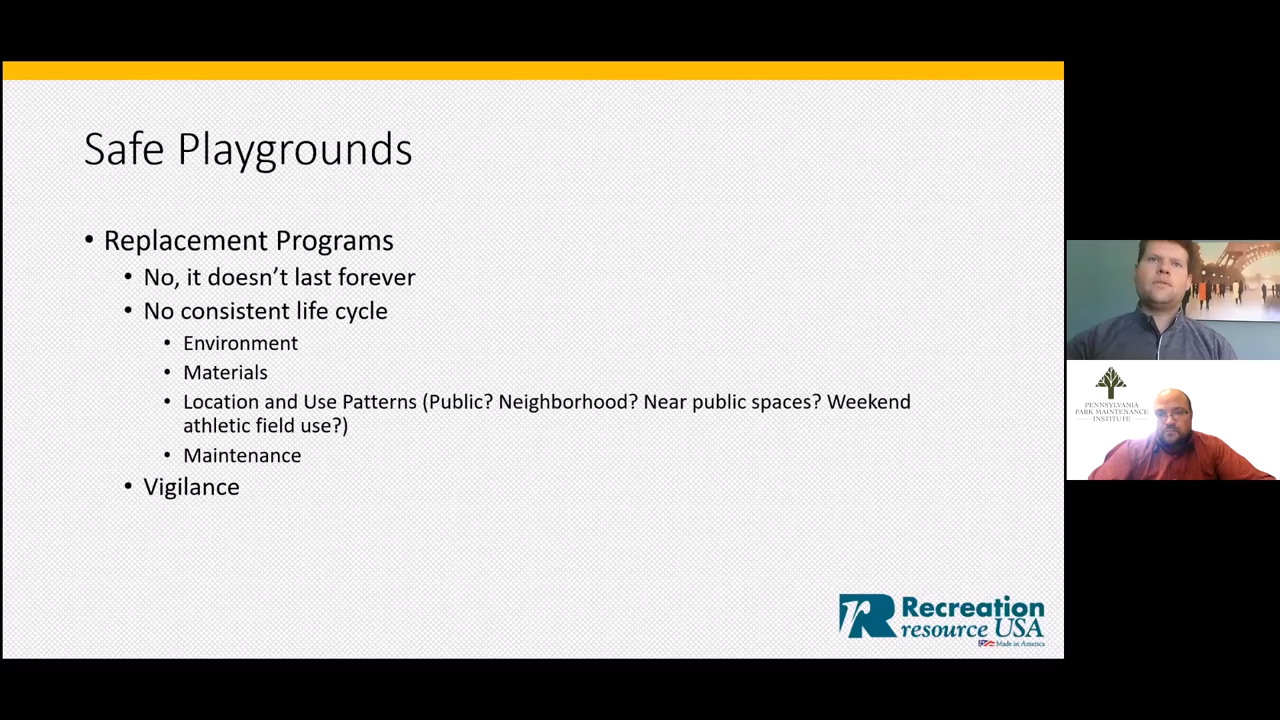 Safe Playgrounds
• Replacement Programs
• No, it doesn’t last forever
• No consistent life cycle
• Environment
• Materials
• Location and Use Patterns (Public? Neighborhood? Near public spaces? Weekend
athletic field use?)
• Maintenance
• Vigilance
Recreation
resource USA
Made in America
PENNSYLVANIA
PARK MAINTENANCE
INSTITUTE